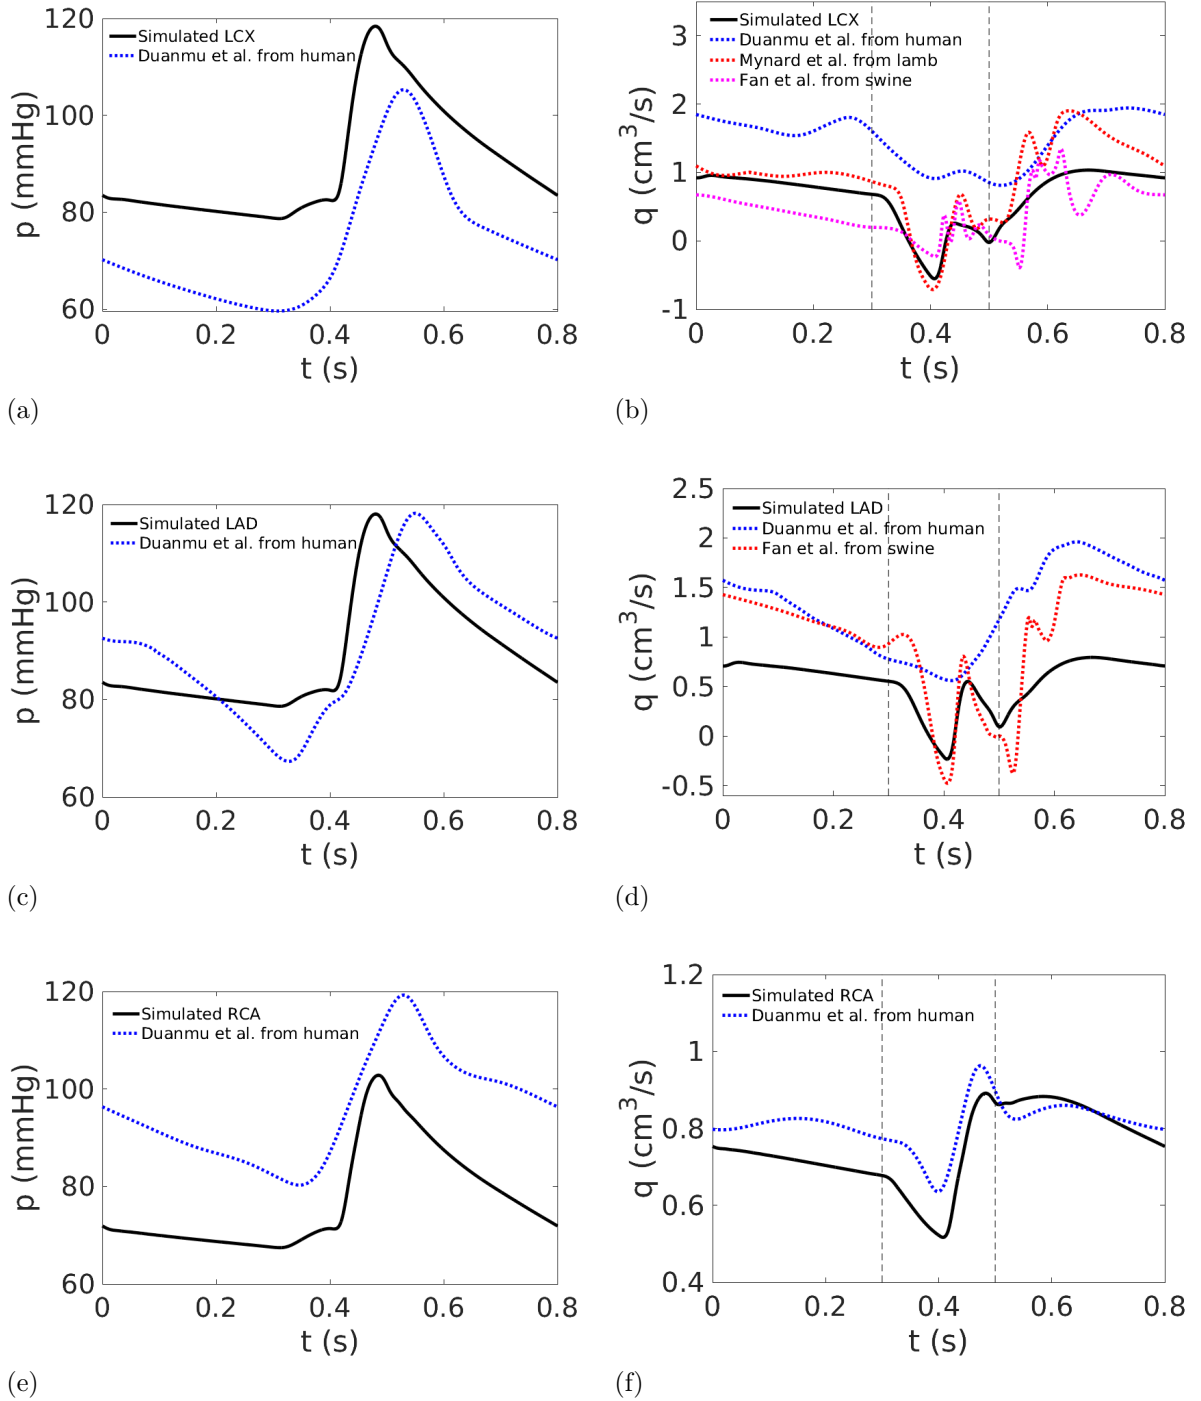 120
100
80
60
p (mmHg)
Simulated LCX
Duanmu et al. from human
0 0.2 0.4 0.6 0.8
t (s)
(a)
3
2
1
0
-1
q (cm³/s)
Simulated LCX
Duanmu et al. from human
Mynard et al. from lamb
Fan et al. from swine
0 0.2 0.4 0.6 0.8
t (s)
(b)
120
100
80
60
p (mmHg)
Simulated LAD
Duanmu et al. from human
0 0.2 0.4 0.6 0.8
t (s)
(c)
2.5
2
1.5
1
0.5
0
-0.5
q (cm³/s)
Simulated LAD
Duanmu et al. from human
Fan et al. from swine
0 0.2 0.4 0.6 0.8
t (s)
(d)
120
100
80
60
p (mmHg)
Simulated RCA
Duanmu et al. from human
0 0.2 0.4 0.6 0.8
t (s)
(e)
1.2
1
0.8
0.6
0.4
q (cm³/s)
Simulated RCA
Duanmu et al. from human
0 0.2 0.4 0.6 0.8
t (s)
(f)